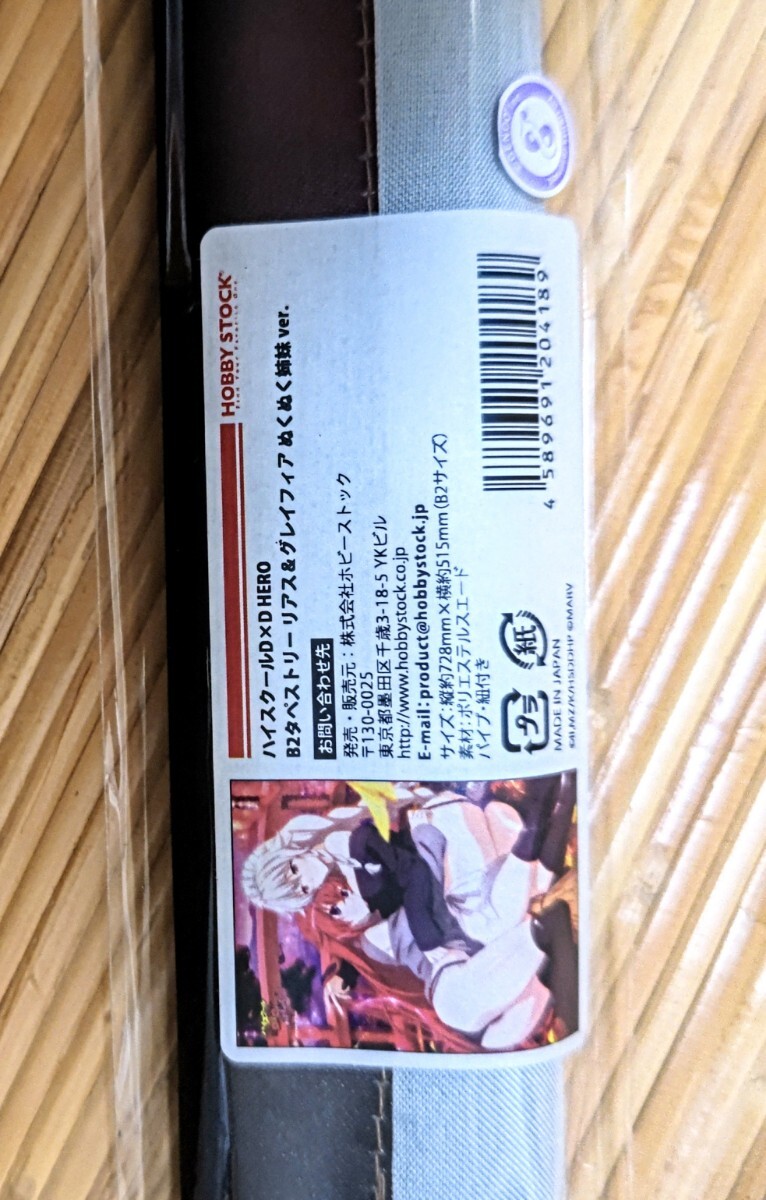 HOBBY STOCK
ハイスクールD×D HERO
B2タペストリー リアス&グレイフィア ぬくぬく姉妹 ver.
お問い合わせ先
発売・販売元：株式会社ホビーストック
〒130-0025
東京都墨田区千歳3-18-5 YKビル
http://www.hobbystock.co.jp
E-mail：product@hobbystock.jp
サイズ：縦約728mm×横約515mm（B2サイズ）
素材：ポリエステルスエード
パイプ・紐付き
プラ
紙
MADE IN JAPAN
4 589691 204189